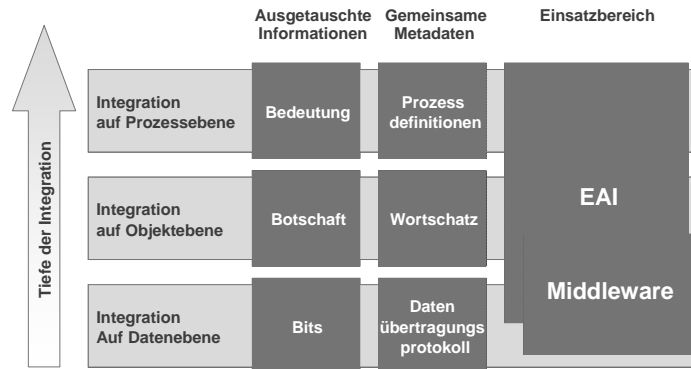 Ausgetauschte
Informationen
Gemeinsame
Metadaten
Einsatzbereich
Tiefe der Integration
Integration
auf Prozessebene
Bedeutung
Prozess
definitionen
Integration
auf Objektebene
Botschaft
Wortschatz
EAI
Middleware
Integration
Auf Datenebene
Bits
Daten
übertragungs
protokoll